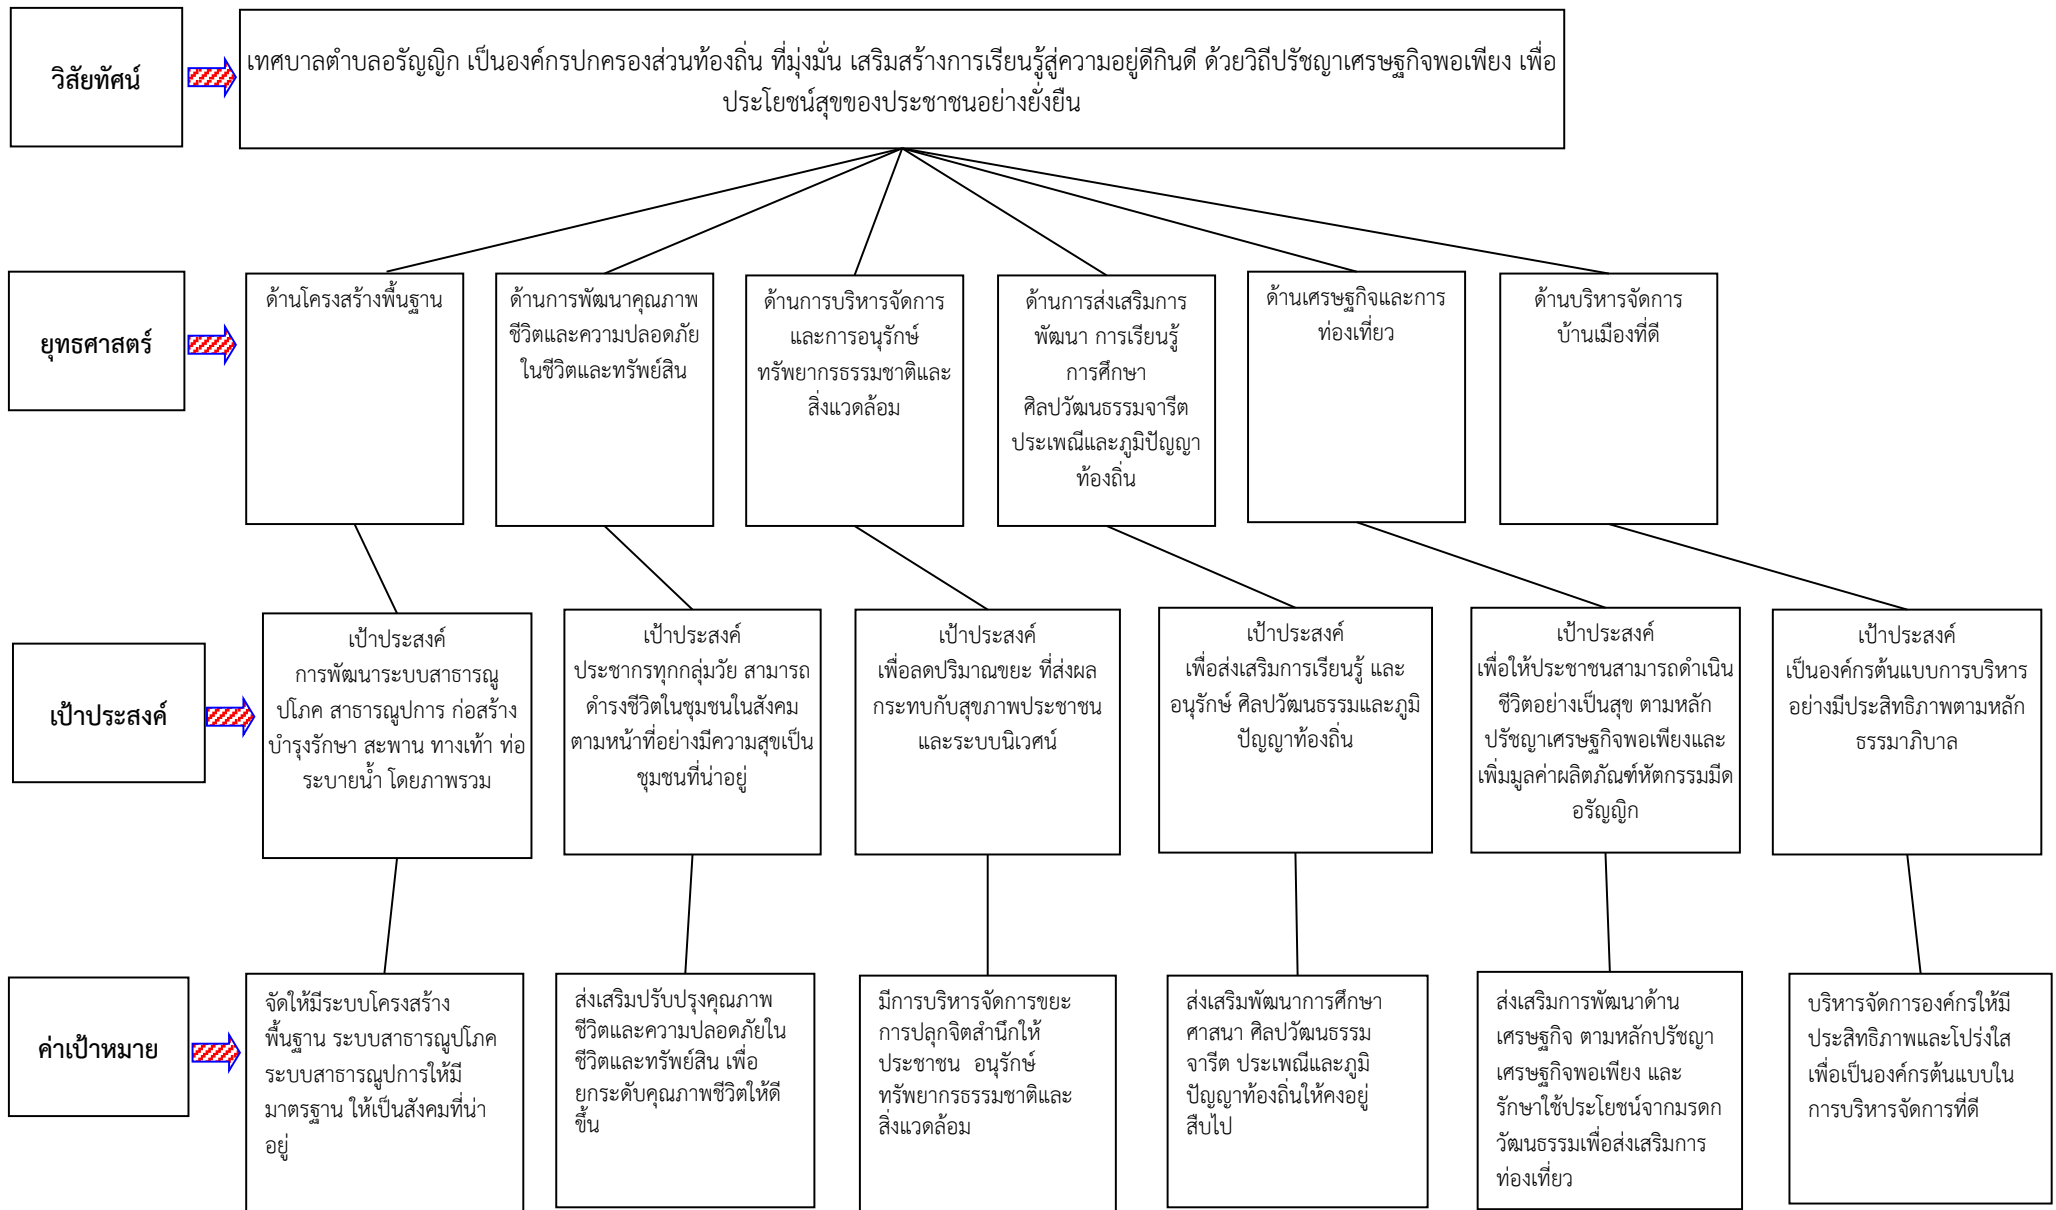 วิสัยทัศน์
เทศบาลตำบลอรัญญิก เป็นองค์กรปกครองส่วนท้องถิ่น ที่มุ่งมั่น เสริมสร้างการเรียนรู้สู่ความอยู่ดีกินดี ด้วยวิถีปรัชญาเศรษฐกิจพอเพียง เพื่อ
ประโยชน์สุขของประชาชนอย่างยั่งยืน
ยุทธศาสตร์
ด้านโครงสร้างพื้นฐาน
ด้านการพัฒนาคุณภาพ
ชีวิตและความปลอดภัย
ในชีวิตและทรัพย์สิน
ด้านการบริหารจัดการ
และการอนุรักษ์
ทรัพยากรธรรมชาติและ
สิ่งแวดล้อม
ด้านการส่งเสริมการ
พัฒนา การเรียนรู้
การศึกษา
ศิลปวัฒนธรรมจารีต
ประเพณีและภูมิปัญญา
ท้องถิ่น
ด้านเศรษฐกิจและการ
ท่องเที่ยว
ด้านบริหารจัดการ
บ้านเมืองที่ดี
เป้าประสงค์
เป้าประสงค์
การพัฒนาระบบสาธารณู
ปโภค สาธารณูปการ ก่อสร้าง
บำรุงรักษา สะพาน ทางเท้า ท่อ
ระบายน้ำ โดยภาพรวม
เป้าประสงค์
ประชากรทุกกลุ่มวัย สามารถ
ดำรงชีวิตในชุมชนในสังคม
ตามหน้าที่อย่างมีความสุขเป็น
ชุมชนที่น่าอยู่
เป้าประสงค์
เพื่อลดปริมาณขยะ ที่ส่งผล
กระทบกับสุขภาพประชาชน
และระบบนิเวศน์
เป้าประสงค์
เพื่อส่งเสริมการเรียนรู้ และ
อนุรักษ์ ศิลปวัฒนธรรมและภูมิ
ปัญญาท้องถิ่น
เป้าประสงค์
เพื่อให้ประชาชนสามารถดำเนิน
ชีวิตอย่างเป็นสุข ตามหลัก
ปรัชญาเศรษฐกิจพอเพียงและ
เพิ่มมูลค่าผลิตภัณฑ์หัตกรรมมีด
อรัญญิก
เป้าประสงค์
เป็นองค์กรต้นแบบการบริหาร
อย่างมีประสิทธิภาพตามหลัก
ธรรมาภิบาล
ค่าเป้าหมาย
จัดให้มีระบบโครงสร้าง
พื้นฐาน ระบบสาธารณูปโภค
ระบบสาธารณูปการให้มี
มาตรฐาน ให้เป็นสังคมที่น่า
อยู่
ส่งเสริมปรับปรุงคุณภาพ
ชีวิตและความปลอดภัยใน
ชีวิตและทรัพย์สิน เพื่อ
ยกระดับคุณภาพชีวิตให้ดี
ขึ้น
มีการบริหารจัดการขยะ
การปลุกจิตสำนึกให้
ประชาชน  อนุรักษ์
ทรัพยากรธรรมชาติและ
สิ่งแวดล้อม
ส่งเสริมพัฒนาการศึกษา
ศาสนา ศิลปวัฒนธรรม
จารีต ประเพณีและภูมิ
ปัญญาท้องถิ่นให้คงอยู่
สืบไป
ส่งเสริมการพัฒนาด้าน
เศรษฐกิจ ตามหลักปรัชญา
เศรษฐกิจพอเพียง และ
รักษาใช้ประโยชน์จากมรดก
วัฒนธรรมเพื่อส่งเสริมการ
ท่องเที่ยว
บริหารจัดการองค์กรให้มี
ประสิทธิภาพและโปร่งใส
เพื่อเป็นองค์กรต้นแบบใน
การบริหารจัดการที่ดี